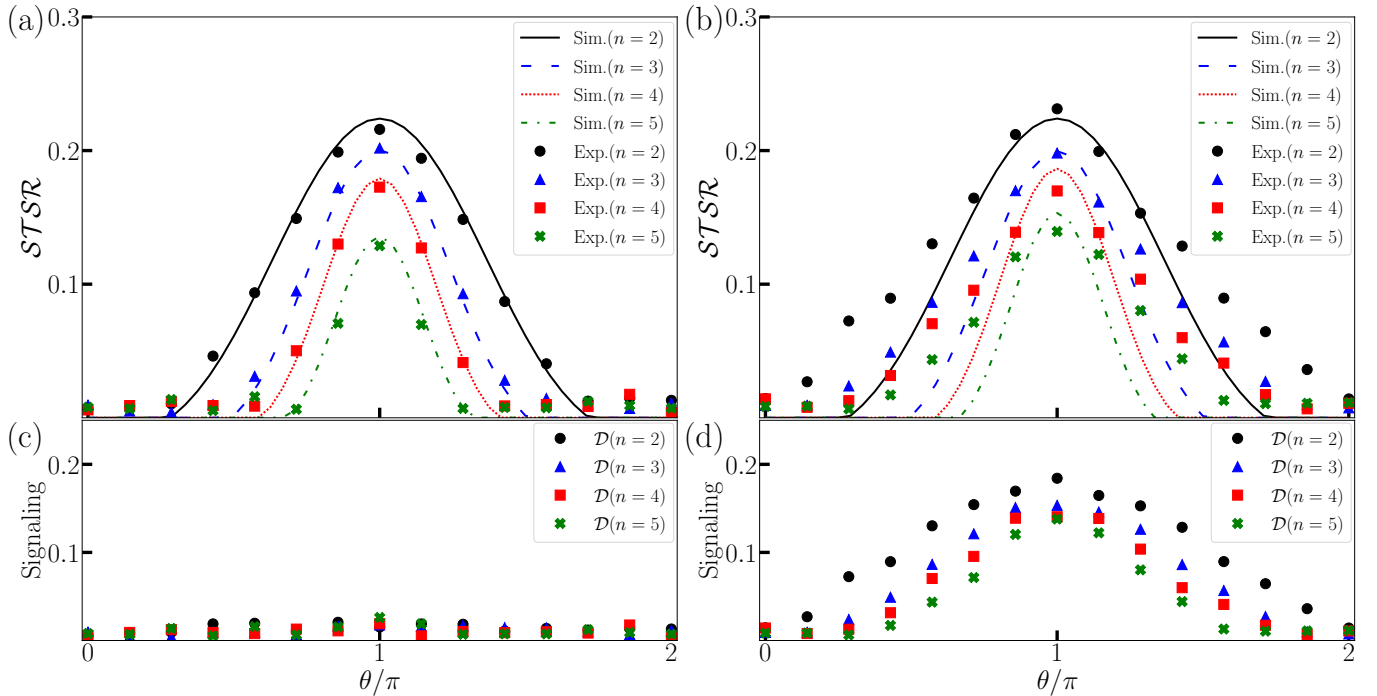 (a)
0.3
0.2
0.1
STSR
Sim.(n = 2)
Sim.(n = 3)
Sim.(n = 4)
Sim.(n = 5)
Exp.(n = 2)
Exp.(n = 3)
Exp.(n = 4)
Exp.(n = 5)
(b)
0.3
0.2
0.1
STSR
Sim.(n = 2)
Sim.(n = 3)
Sim.(n = 4)
Sim.(n = 5)
Exp.(n = 2)
Exp.(n = 3)
Exp.(n = 4)
Exp.(n = 5)
(c)
0.2
0.1
Signaling
D(n = 2)
D(n = 3)
D(n = 4)
D(n = 5)
0 1 2
θ/π
(d)
0.2
0.1
Signaling
D(n = 2)
D(n = 3)
D(n = 4)
D(n = 5)
0 1 2
θ/π